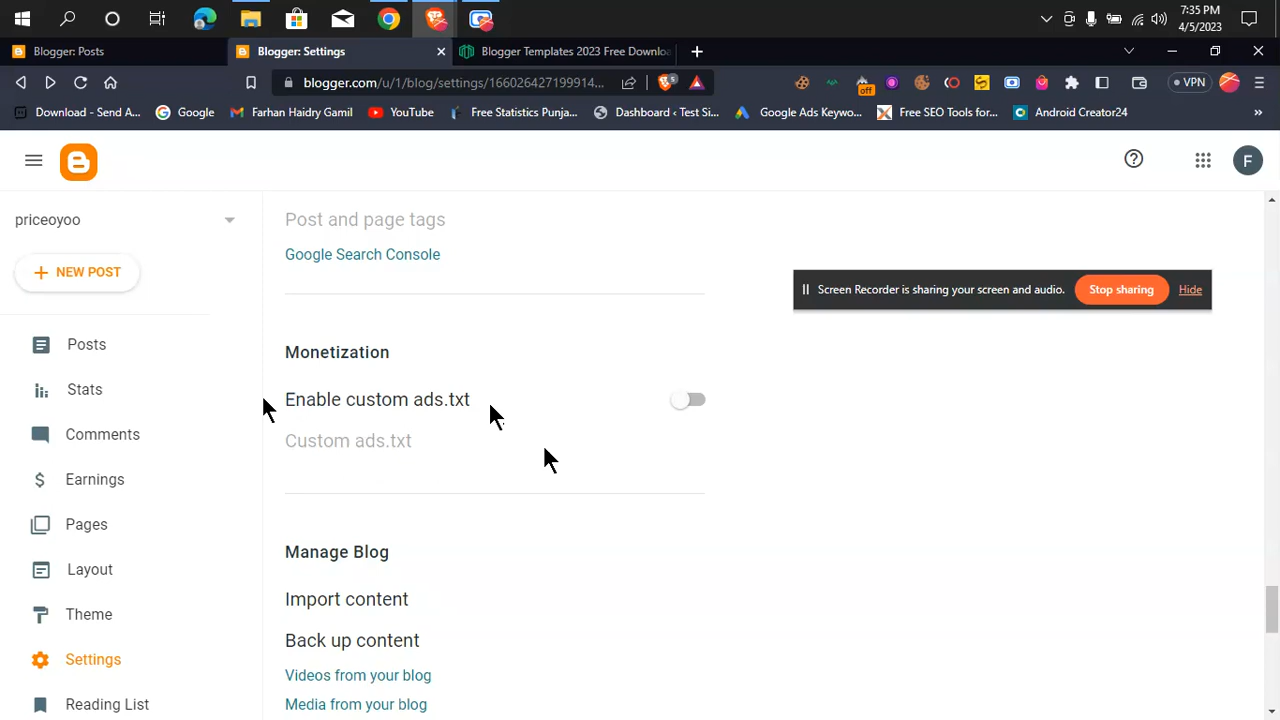 7:35 PM
4/5/2023
Blogger: Posts
Blogger: Settings
Blogger Templates 2023 Free Downloa
blogger.com/u/1/blog/settings/166026427199914...
5
off
VPN
Download - Send A...
Google
Farhan Haidry Gamil
YouTube
Free Statistics Punja...
Dashboard ‹ Test Si...
Google Ads Keywo...
Free SEO Tools for...
Android Creator24
F
priceoyoo
NEW POST
Posts
Stats
Comments
Earnings
Pages
Layout
Theme
Settings
Reading List
Post and page tags
Google Search Console
Screen Recorder is sharing your screen and audio.
Stop sharing
Hide
Monetization
Enable custom ads.txt
Custom ads.txt
Manage Blog
Import content
Back up content
Videos from your blog
Media from your blog